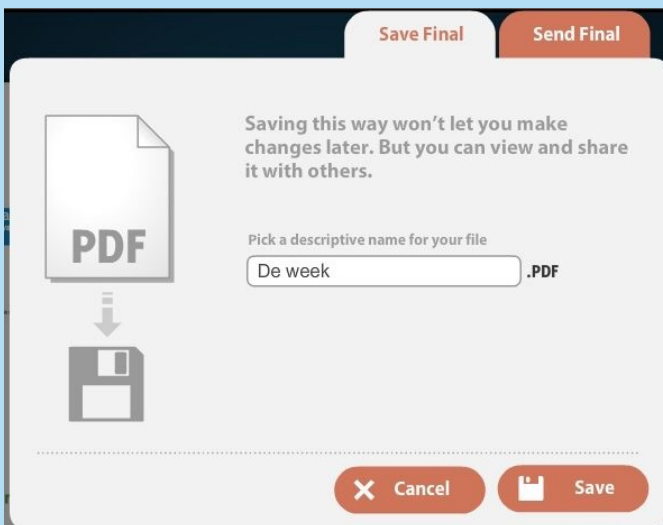 Save Final
Send Final
Saving this way won't let you make
changes later. But you can view and share
it with others.
PDF
Pick a descriptive name for your file
De week
.PDF
Cancel
Save